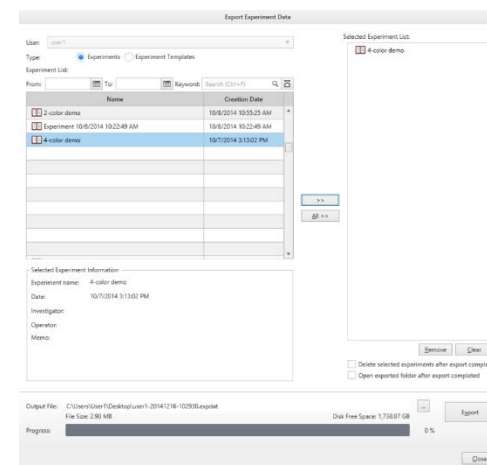 Export Experiment Data
User: user1
Type: Experiments Experiment Templates
Experiment List:
From: To: Keyword: Search (Ctrl+F)
Name Creation Date
2-color demo 10/8/2014 10:55:25 AM
Experiment 10/8/2014 10:22:49 AM 10/8/2014 10:22:49 AM
4-color demo 10/7/2014 3:13:02 PM
>>
All >>
Selected Experiment Information
Experiment name: 4-color demo
Date: 10/7/2014 3:13:02 PM
Investigator:
Operator:
Memo:
Selected Experiment List:
4-color demo
Remove Clear
Delete selected experiments after export comple
Open exported folder after export completed
Output File: C:\Users\User1\Desktop\user1-20141218-102930.expdat ...
File Size: 2.90 MB Disk Free Space: 1,738.87 GB
Export
Progress: 0 %
Close